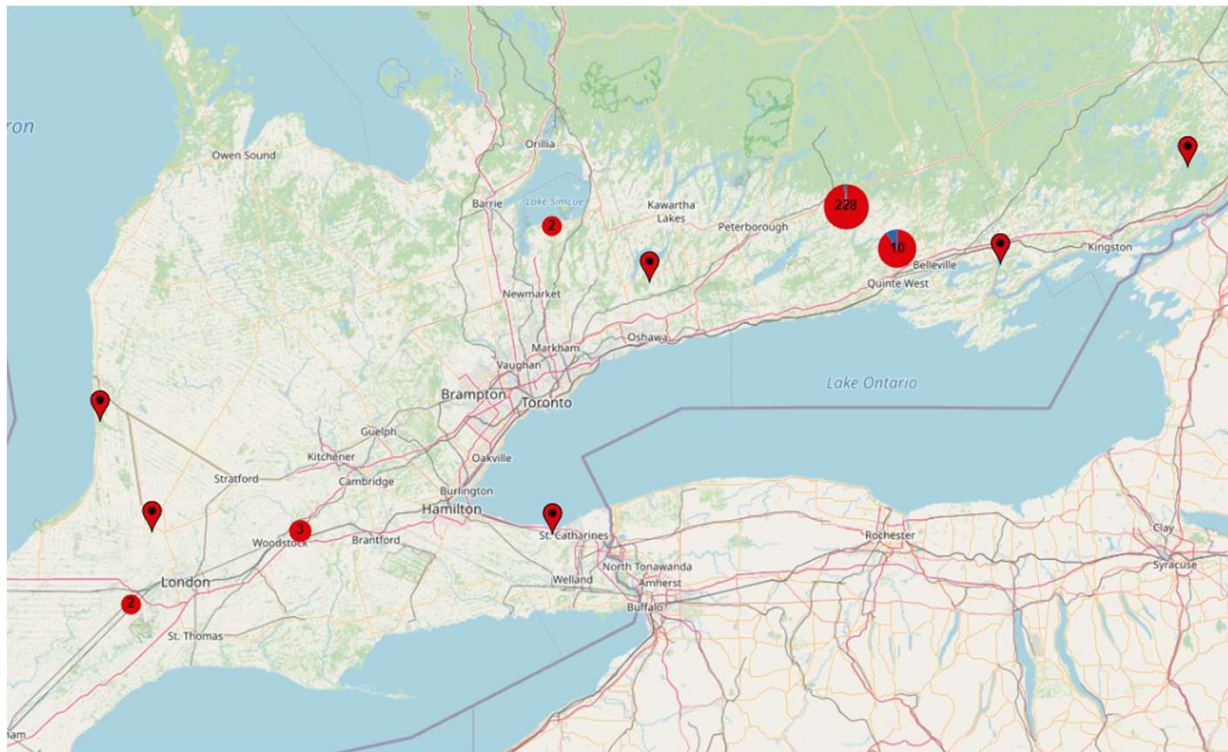 ron
Owen Sound
Orillia
Lake Simcoe
Barrie
2
Kawartha
Lakes
Peterborough
228
10
Belleville
Kingston
Quinte West
Newmarket
Oshawa
Markham
Vaughan
Brampton
Toronto
Lake Ontario
Guelph
Kitchener
Oakville
Stratford
Cambridge
Burlington
Hamilton
3
Woodstock
Brantford
St. Catharines
Rochester
Clay
Syracuse
North Tonawanda
Welland
Amherst
Buffalo
London
2
St. Thomas
ham